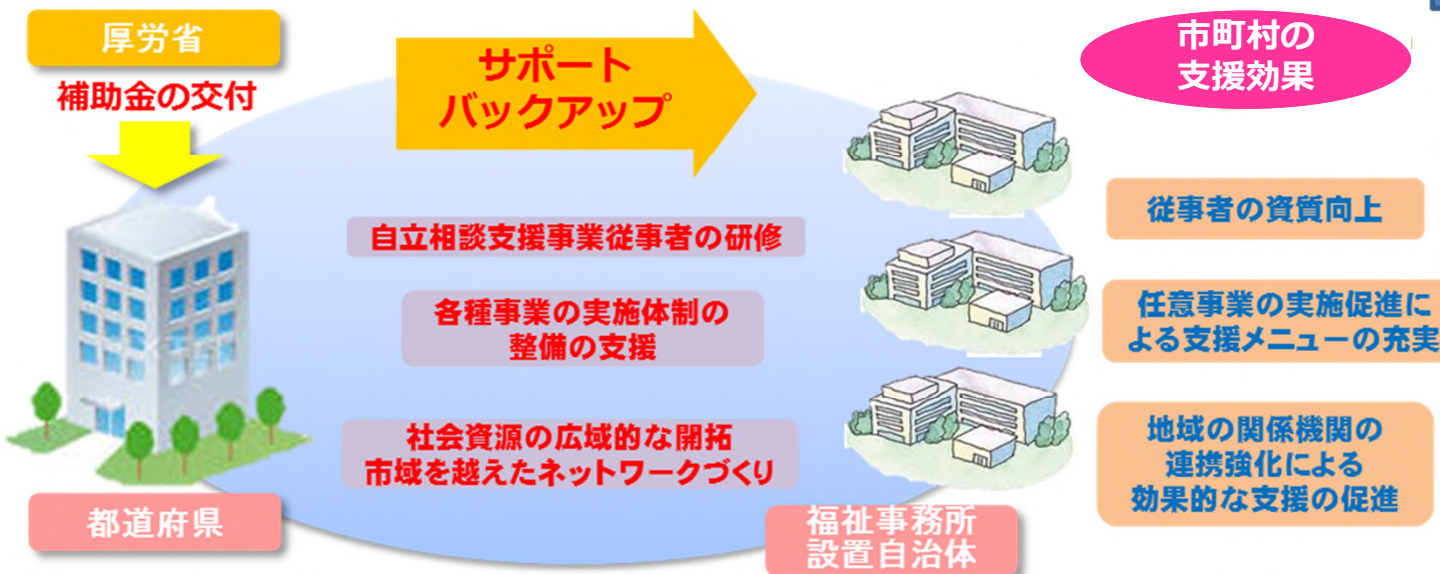 厚労省
補助金の交付
サポート
バックアップ
市町村の
支援効果
自立相談支援事業従事者の研修
各種事業の実施体制の
整備の支援
社会資源の広域的な開拓
市域を越えたネットワークづくり
従事者の資質向上
任意事業の実施促進に
よる支援メニューの充実
地域の関係機関の
連携強化による
効果的な支援の促進
都道府県
福祉事務所
設置自治体